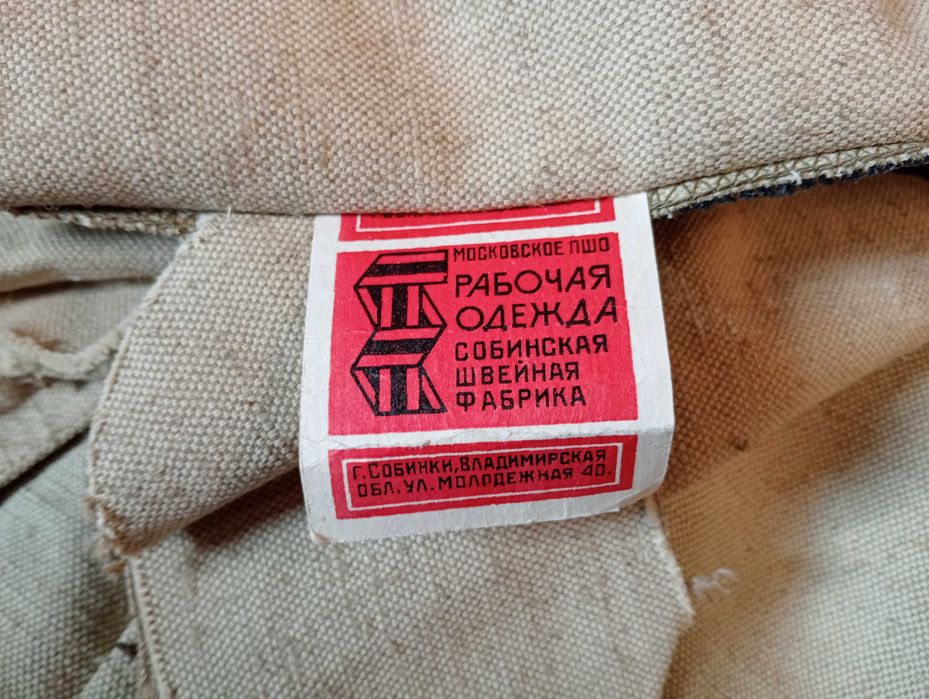 МОСКОВСКОЕ ПШО
РАБОЧАЯ
ОДЕЖДА
СОБИНСКАЯ
ШВЕЙНАЯ
ФАБРИКА
Г. СОБИНКИ, ВЛАДИМИРСКАЯ
ОБЛ. УЛ. МОЛОДЕЖНАЯ 40.